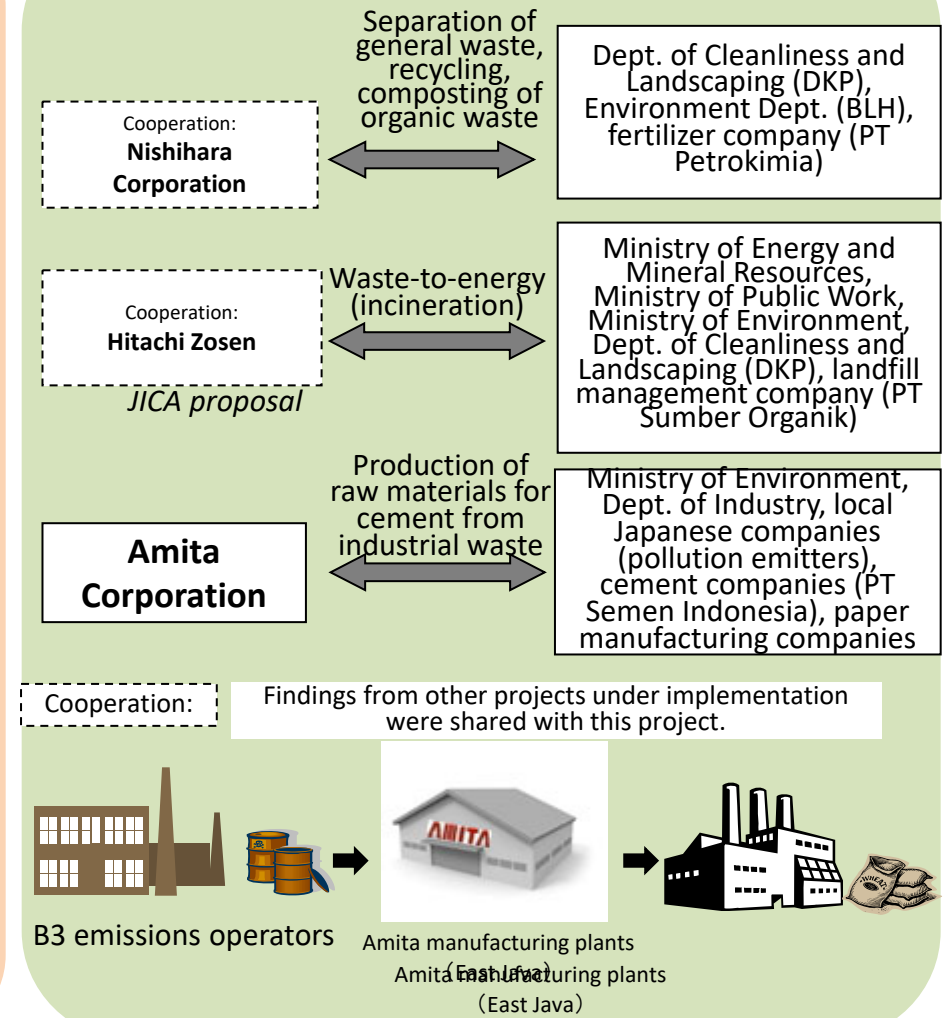 Separation of
general waste,
recycling,
composting of
organic waste
Cooperation:
Nishihara
Corporation
Dept. of Cleanliness and
Landscaping (DKP),
Environment Dept. (BLH),
fertilizer company (PT
Petrokimia)
Waste-to-energy
(incineration)
Cooperation:
Hitachi Zosen
JICA proposal
Ministry of Energy and
Mineral Resources,
Ministry of Public Work,
Ministry of Environment,
Dept. of Cleanliness and
Landscaping (DKP), landfill
management company (PT
Sumber Organik)
Production of
raw materials for
cement from
industrial waste
Amita
Corporation
Ministry of Environment,
Dept. of Industry, local
Japanese companies
(pollution emitters),
cement companies (PT
Semen Indonesia), paper
manufacturing companies
Cooperation:
Findings from other projects under implementation
were shared with this project.
AMITA
WHEAT
B3 emissions operators
Amita manufacturing plants
（East Java）
Amita manufacturing plants
（East Java）